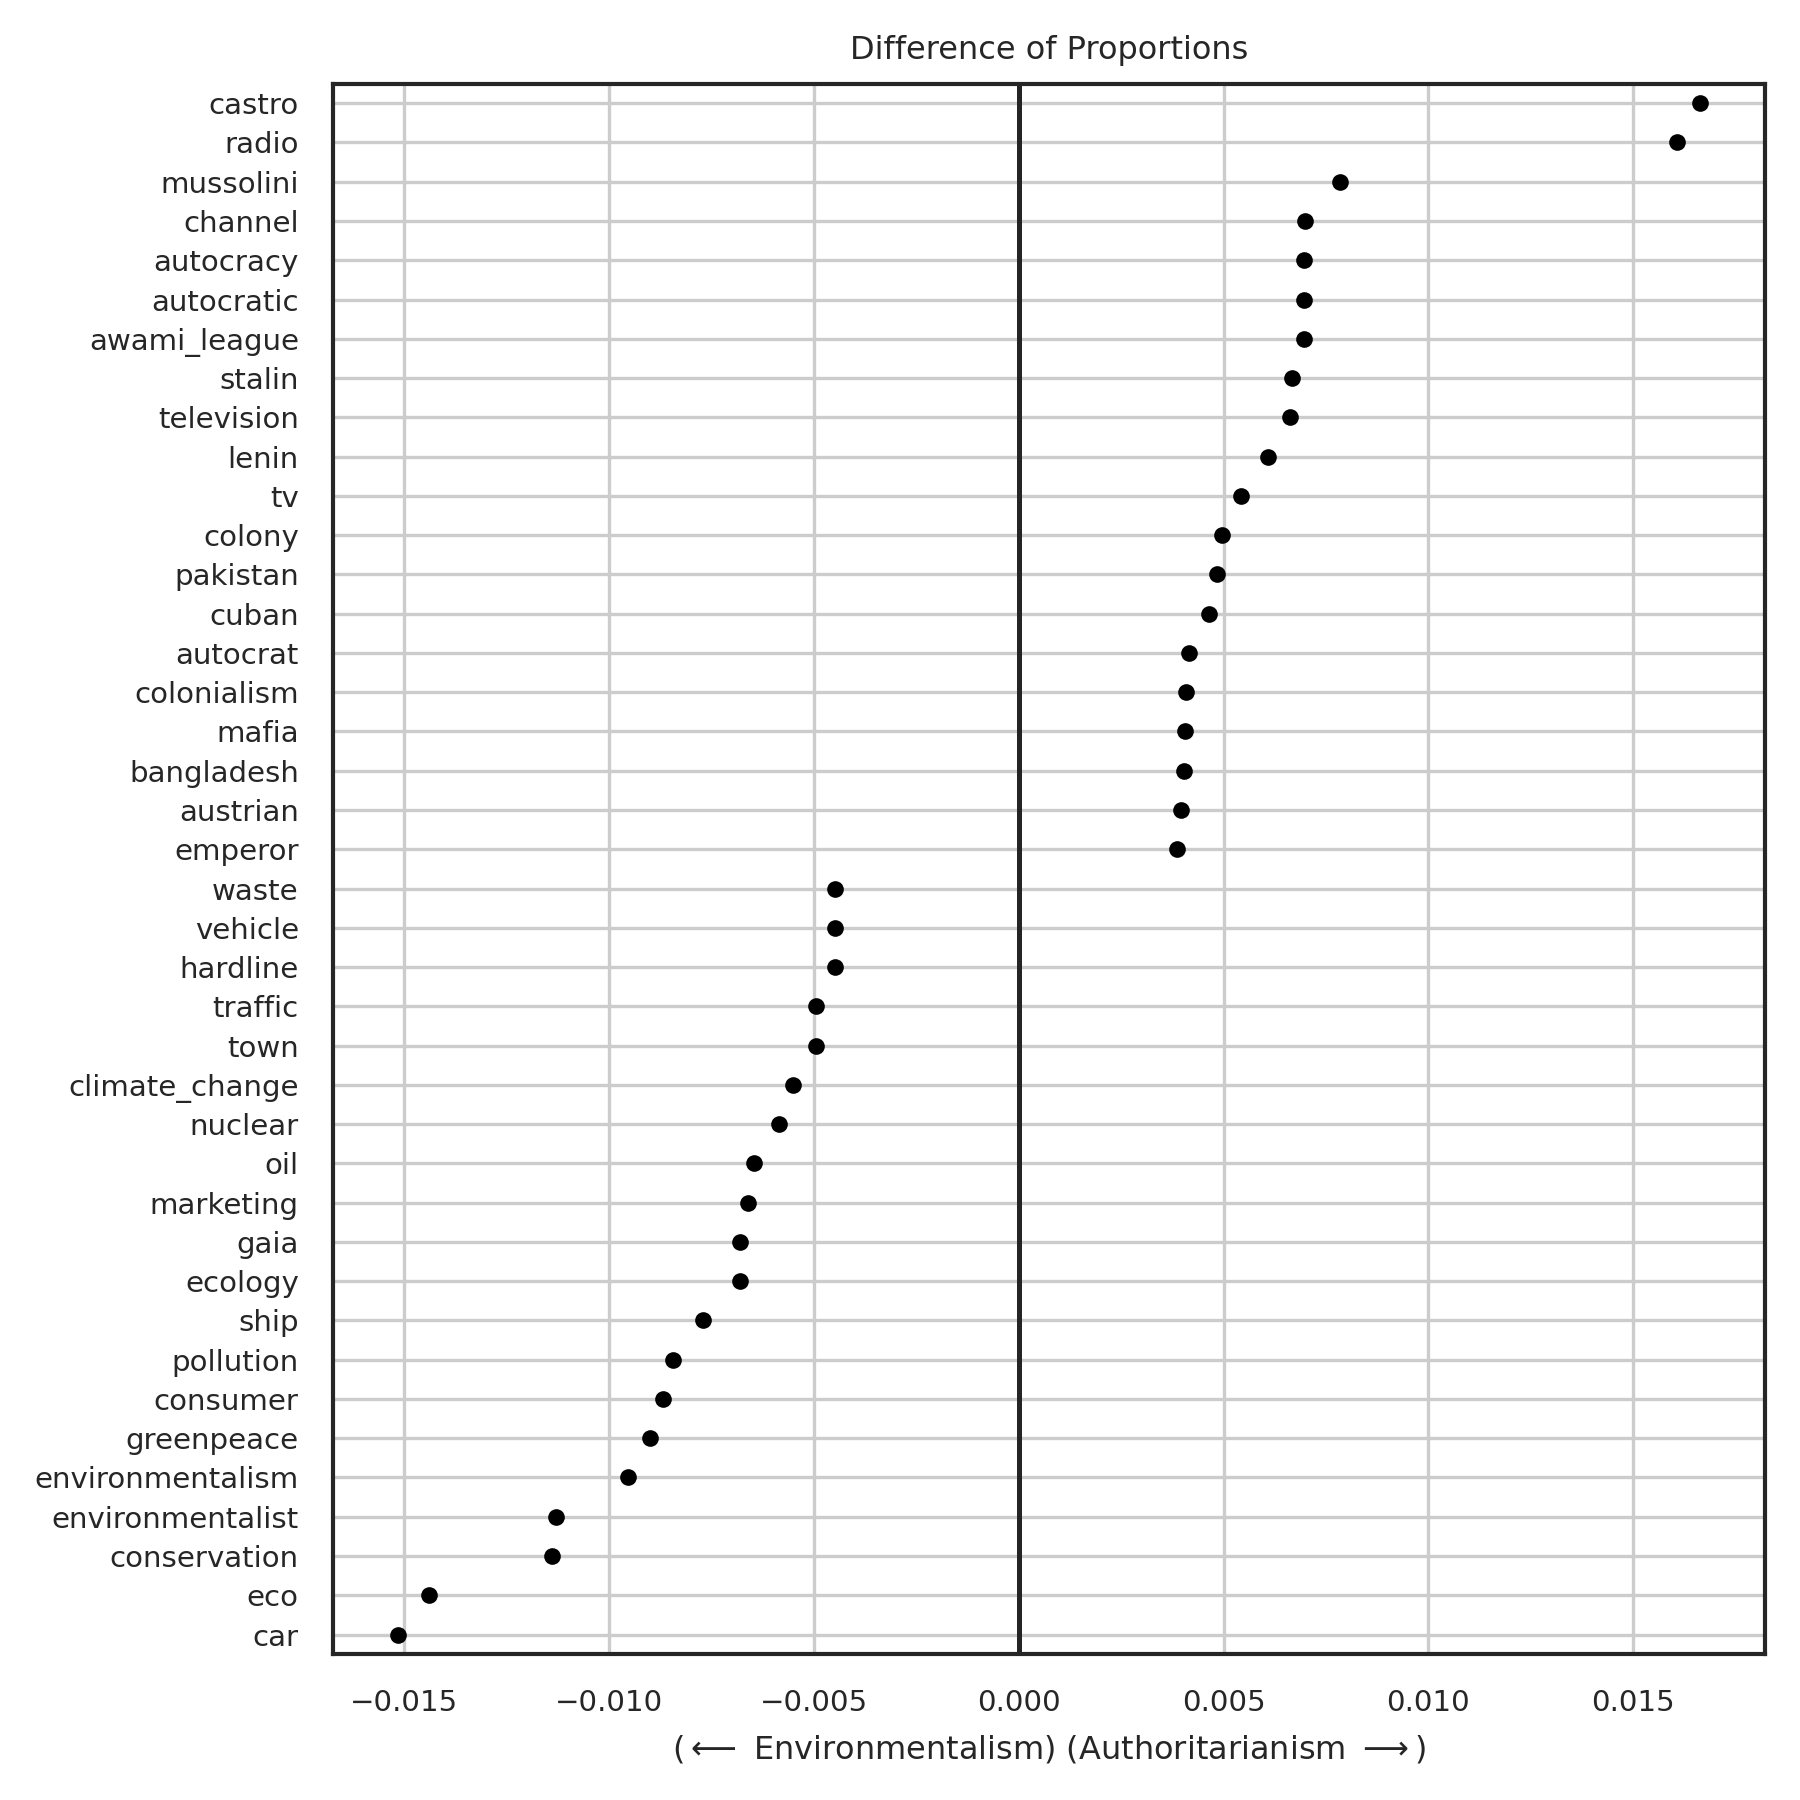 Difference of Proportions
castro
radio
mussolini
channel
autocracy
autocratic
awami_league
stalin
television
lenin
tv
colony
pakistan
cuban
autocrat
colonialism
mafia
bangladesh
austrian
emperor
waste
vehicle
hardline
traffic
town
climate_change
nuclear
oil
marketing
gaia
ecology
ship
pollution
consumer
greenpeace
environmentalism
environmentalist
conservation
eco
car
−0.015 −0.010 −0.005 0.000 0.005 0.010 0.015
(⟵ Environmentalism) (Authoritarianism ⟶)